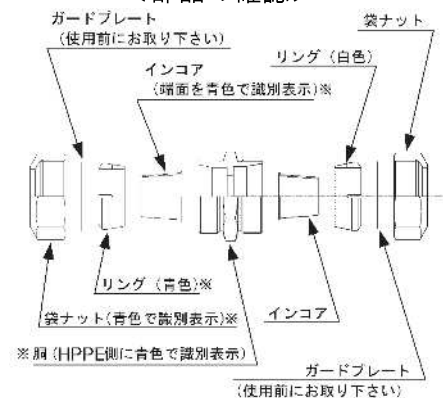 ガードプレート
(使用前にお取り下さい)
袋ナット
リング (白色)
インコア
(端面を青色で識別表示)※
リング (青色)※
インコア
袋ナット(青色で識別表示)※
※胴 (HPPE側に青色で識別表示)
ガードプレート
(使用前にお取り下さい)